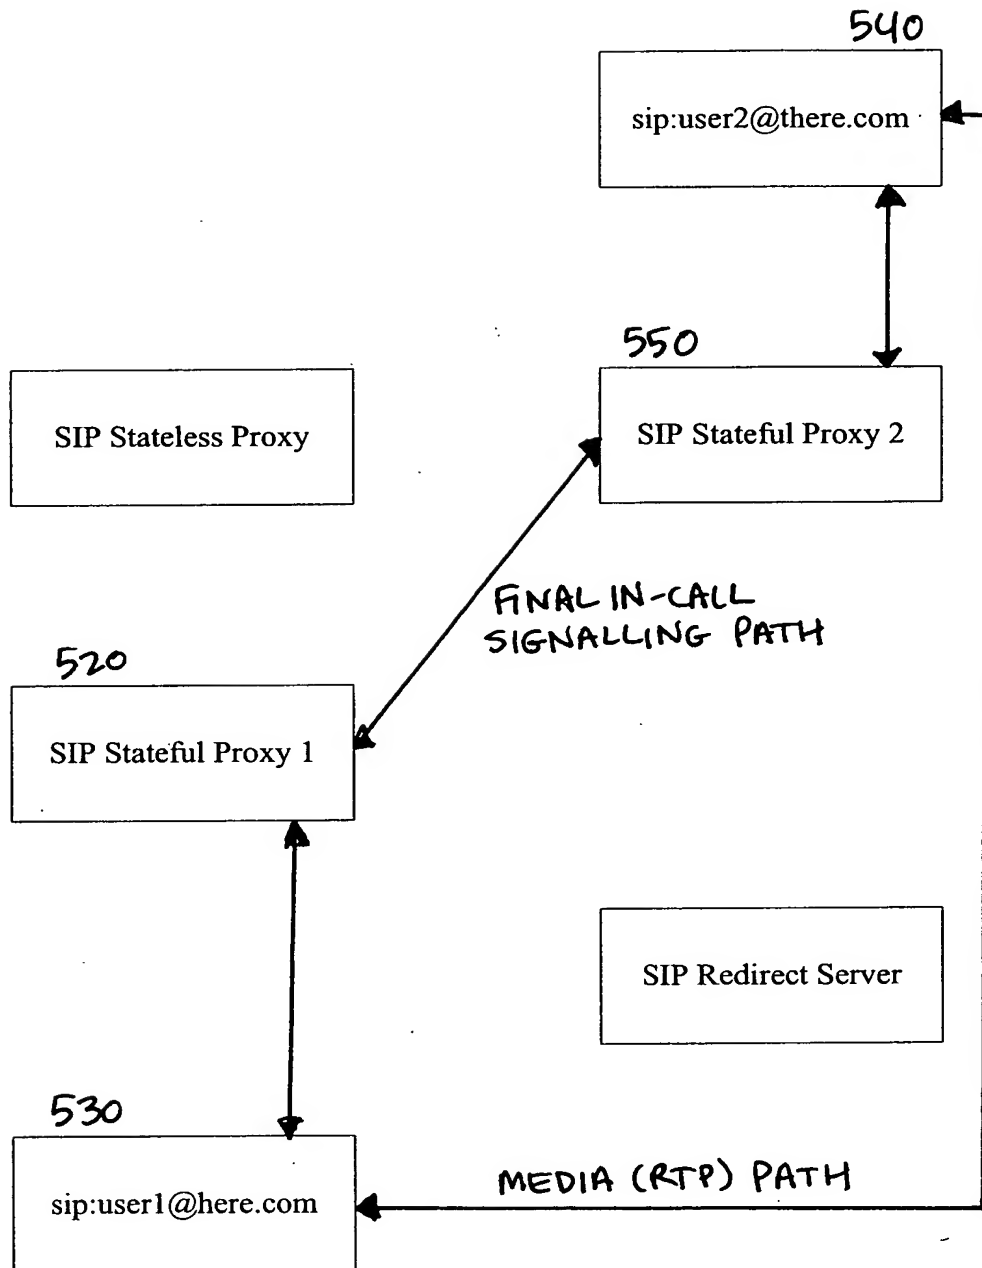 540
sip:user2@there.com
550
SIP Stateless Proxy
SIP Stateful Proxy 2
FINAL IN-CALL
SIGNALLING PATH
520
SIP Stateful Proxy 1
SIP Redirect Server
530
MEDIA (RTP) PATH
sip:user1@here.com